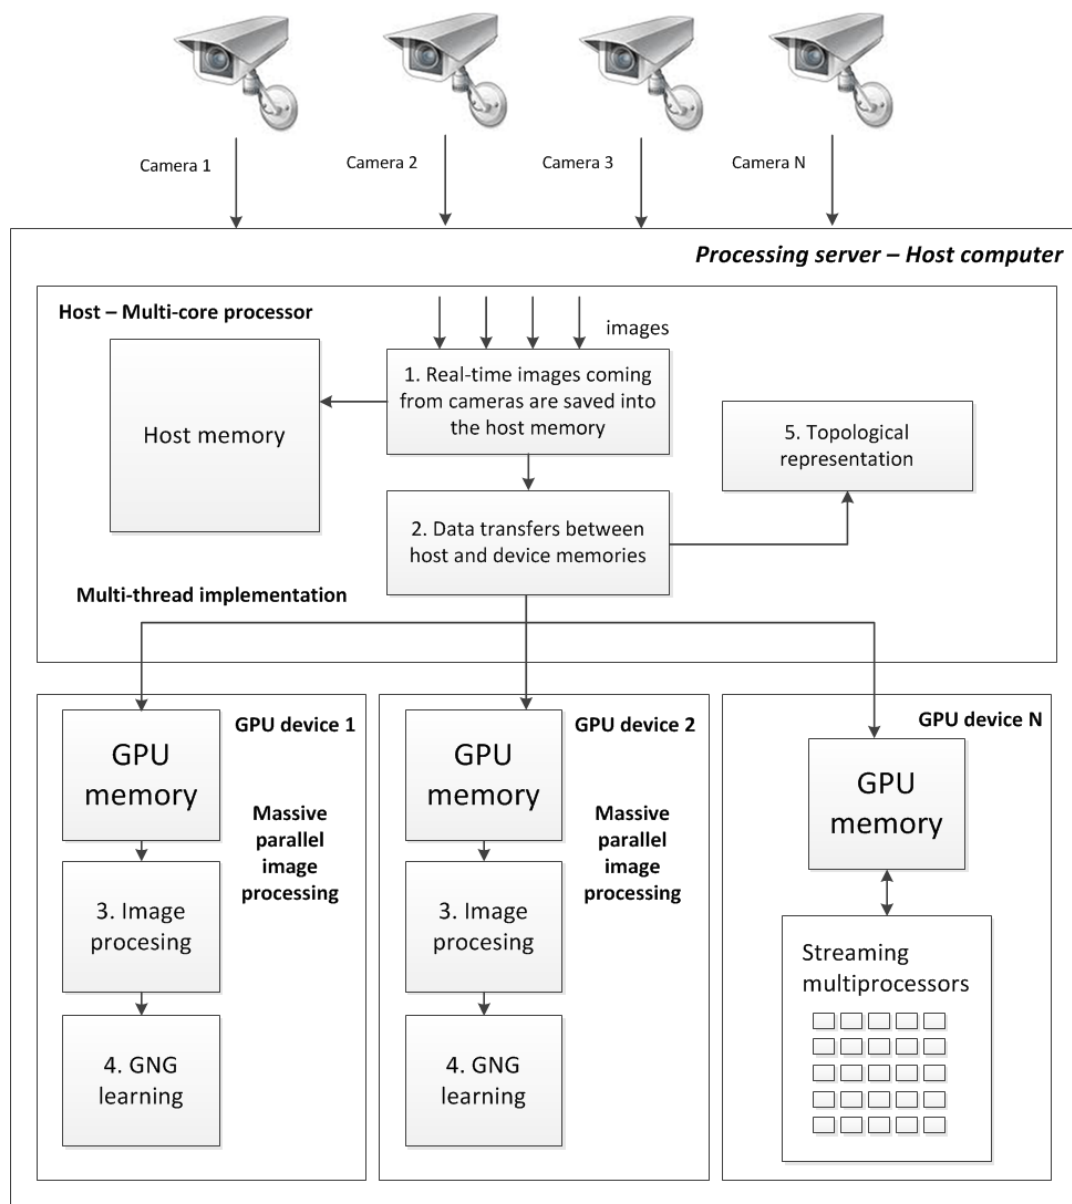 Camera 1
Camera 2
Camera 3
Camera N
Processing server – Host computer
Host – Multi-core processor
images
Host memory
1. Real-time images coming
from cameras are saved into
the host memory
5. Topological
representation
2. Data transfers between
host and device memories
Multi-thread implementation
GPU device 1
GPU
memory
Massive
parallel
image
processing
3. Image
procesing
4. GNG
learning
GPU device 2
GPU
memory
Massive
parallel
image
processing
3. Image
procesing
4. GNG
learning
GPU device N
GPU
memory
Streaming
multiprocessors